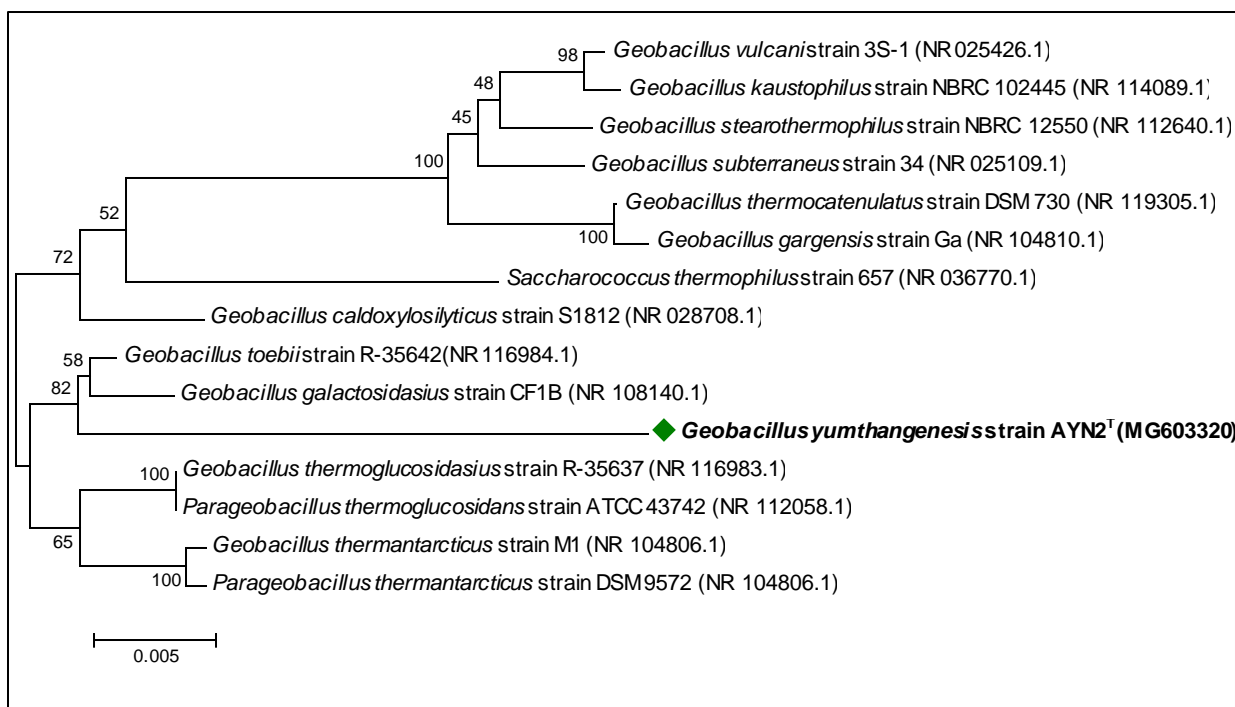 98
Geobacillus vulcani strain 3S-1 (NR 025426.1)
Geobacillus kaustophilus strain NBRC 102445 (NR 114089.1)
48
Geobacillus stearothermophilus strain NBRC 12550 (NR 112640.1)
45
Geobacillus subterraneus strain 34 (NR 025109.1)
100
Geobacillus thermocatenulatus strain DSM 730 (NR 119305.1)
100
Geobacillus gargensis strain Ga (NR 104810.1)
52
Saccharococcus thermophilus strain 657 (NR 036770.1)
72
Geobacillus caldoxylosilyticus strain S1812 (NR 028708.1)
58
Geobacillus toebii strain R-35642(NR 116984.1)
Geobacillus galactosidasius strain CF1B (NR 108140.1)
82
Geobacillus yumthangenesis strain AYN2T (MG603320)
100
Geobacillus thermoglucosidasius strain R-35637 (NR 116983.1)
Parageobacillus thermoglucosidans strain ATCC 43742 (NR 112058.1)
65
Geobacillus thermantarcticus strain M1 (NR 104806.1)
100
Parageobacillus thermantarcticus strain DSM 9572 (NR 104806.1)
0.005